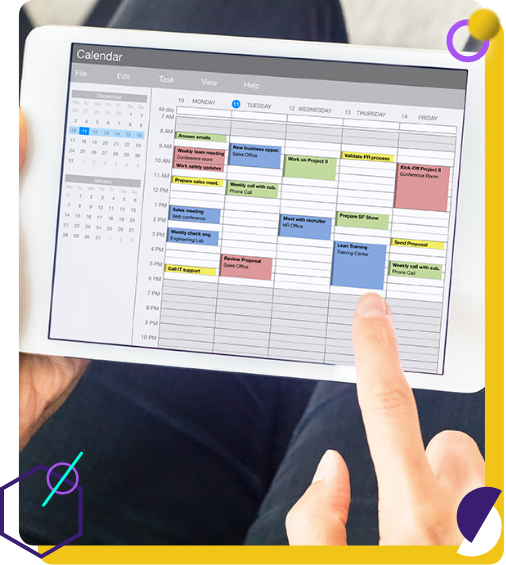 Calendar
File Edit Task View Help
December
January
10 MONDAY 11 TUESDAY 12 WEDNESDAY 13 THURSDAY 14 FRIDAY
All day
7 AM
8 AM
9 AM
10 AM
11 AM
12 PM
1 PM
2 PM
3 PM
4 PM
5 PM
6 PM
7 PM
8 PM
9 PM
10 PM
Answer emails
Weekly team meeting
Conference room
Work safely updates
Prepare sales meet.
Sales meeting
Web conference
Weekly check eng.
Engineering Lab.
Call IT support
New business oppor.
Sales Office
Weekly call with sub.
Phone Call
Review Proposal
Sales Office
Work on Project II
Meet with recruiter
HR Office
Validate PR process
Prepare SF Show
Lean Training
Training Center
Kick-Off Project II
Conference Room
Send Proposal
Weekly call with sub.
Phone Call